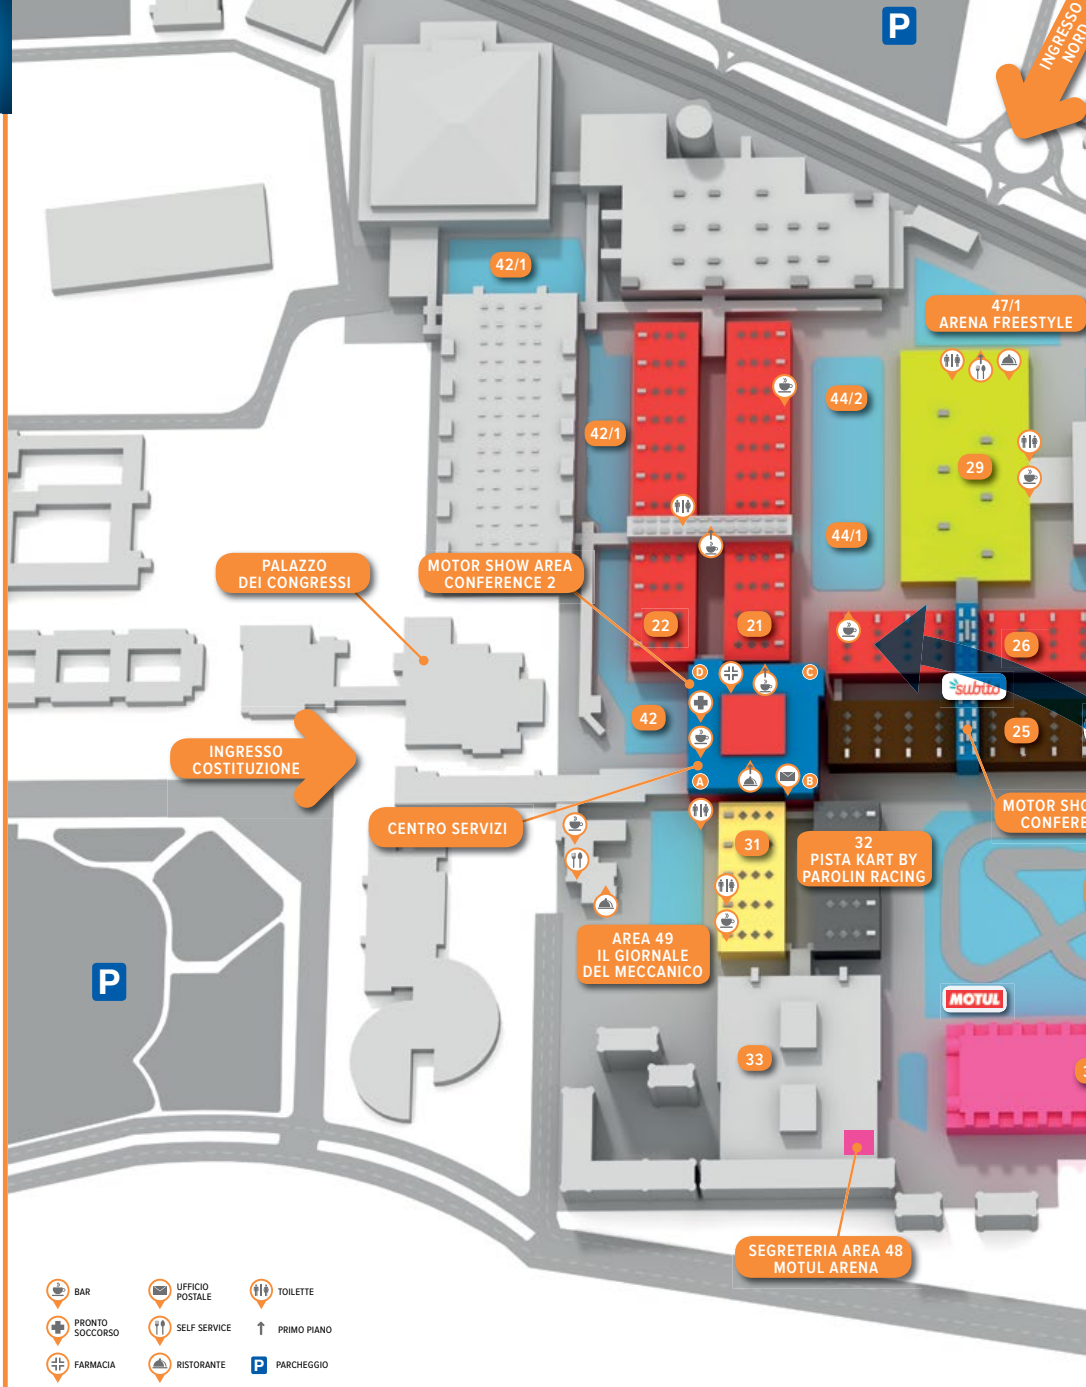 P
INGRESSO
NORD
42/1
47/1
ARENA FREESTYLE
44/2
42/1
29
44/1
PALAZZO
DEI CONGRESSI
MOTOR SHOW AREA
CONFERENCE 2
22
21
26
D
C
subito
42
25
INGRESSO
COSTITUZIONE
A
B
MOTOR SHO
CONFERE
CENTRO SERVIZI
31
32
PISTA KART BY
PAROLIN RACING
AREA 49
IL GIORNALE
DEL MECCANICO
P
MOTUL
33
SEGRETERIA AREA 48
MOTUL ARENA
BAR
UFFICIO
POSTALE
TOILETTE
PRONTO
SOCCORSO
SELF SERVICE
PRIMO PIANO
FARMACIA
RISTORANTE
P
PARCHEGGIO